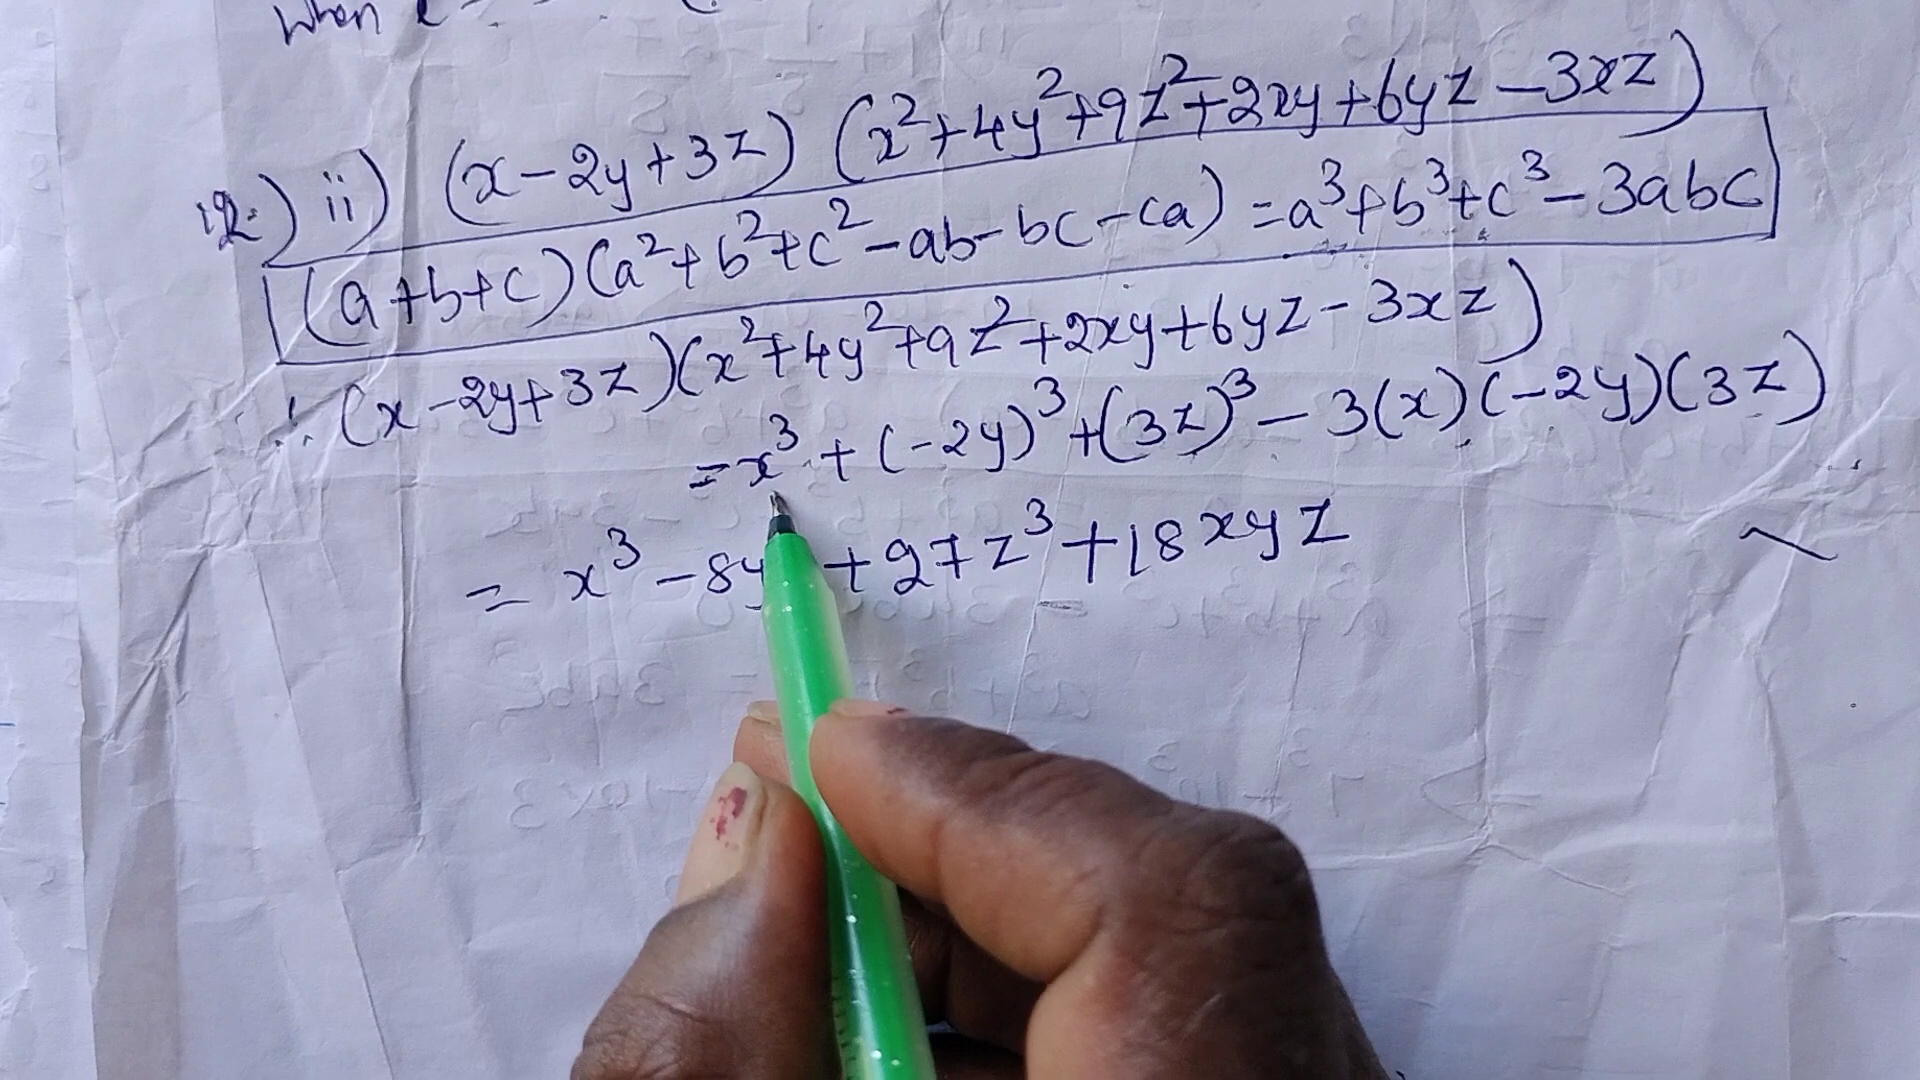 When
12.) ii) (x-2y+3z) (x²+4y²+9z²+2xy+6yz-3xz)
(a+b+c)(a²+b²+c²-ab-bc-ca) = a³+b³+c³-3abc
∴ (x-2y+3z)(x²+4y²+9z²+2xy+6yz-3xz)
= x³+(-2y)³+(3z)³-3(x)(-2y)(3z)
= x³-8y +27z³+18xyz